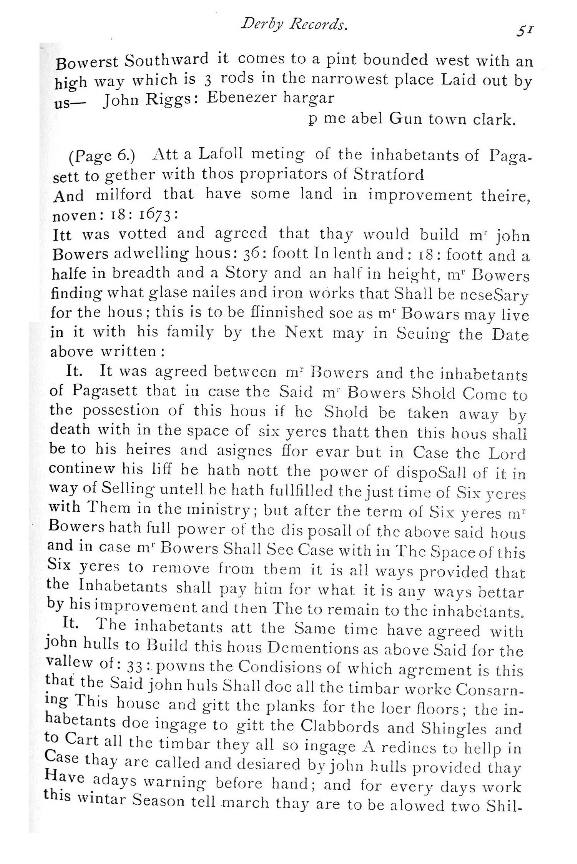 Derby Records. 51
Bowerst Southward it comes to a pint bounded west with an
high way which is 3 rods in the narrowest place Laid out by
us— John Riggs: Ebenezer hargar
p me abel Gun town clark.
(Page 6.) Att a Lafoll meting of the inhabetants of Paga-
sett to gether with thos propriators of Stratford
And milford that have some land in improvement theire,
noven: 18: 1673:
Itt was votted and agreed that thay would build mʳ john
Bowers adwelling hous: 36: foott In lenth and: 18: foott and a
halfe in breadth and a Story and an half in height, mʳ Bowers
finding what glase nailes and iron works that Shall be neseSary
for the hous; this is to be ffinnished soe as mʳ Bowars may live
in it with his family by the Next may in Seuing the Date
above written:
It. It was agreed between mʳ Bowers and the inhabetants
of Pagasett that in case the Said mʳ Bowers Shold Come to
the possestion of this hous if he Shold be taken away by
death with in the space of six yeres thatt then this hous shall
be to his heires and asignes ffor evar but in Case the Lord
continew his liff he hath nott the power of dispoSall of it in
way of Selling untell he hath fullfilled the just time of Six yeres
with Them in the ministry; but after the term of Six yeres mʳ
Bowers hath full power of the dis posall of the above said hous
and in case mʳ Bowers Shall See Case with in The Space of this
Six yeres to remove from them it is all ways provided that
the Inhabetants shall pay him for what it is any ways bettar
by his improvement and then The to remain to the inhabetants.
It. The inhabetants att the Same time have agreed with
john hulls to Build this hous Dementions as above Said for the
vallew of: 33: powns the Condisions of which agrement is this
that the Said john huls Shall doe all the timbar worke Consarn-
ing This house and gitt the planks for the loer floors; the in-
habetants doe ingage to gitt the Clabbords and Shingles and
to Cart all the timbar they all so ingage A redines to hellp in
Case thay are called and desiared by john hulls provided thay
Have adays warning before hand; and for every days work
this wintar Season tell march thay are to be alowed two Shil-